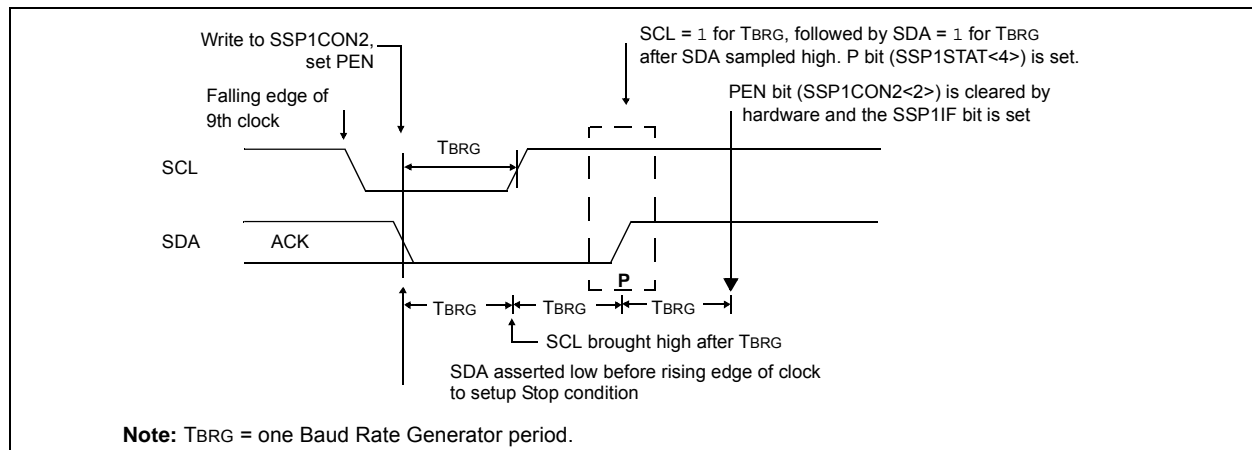 Write to SSP1CON2,
set PEN
SCL = 1 for TBRG, followed by SDA = 1 for TBRG
after SDA sampled high. P bit (SSP1STAT<4>) is set.
Falling edge of
9th clock
PEN bit (SSP1CON2<2>) is cleared by
hardware and the SSP1IF bit is set
TBRG
SCL
SDA
ACK
P
TBRG
TBRG
TBRG
SCL brought high after TBRG
SDA asserted low before rising edge of clock
to setup Stop condition
Note: TBRG = one Baud Rate Generator period.